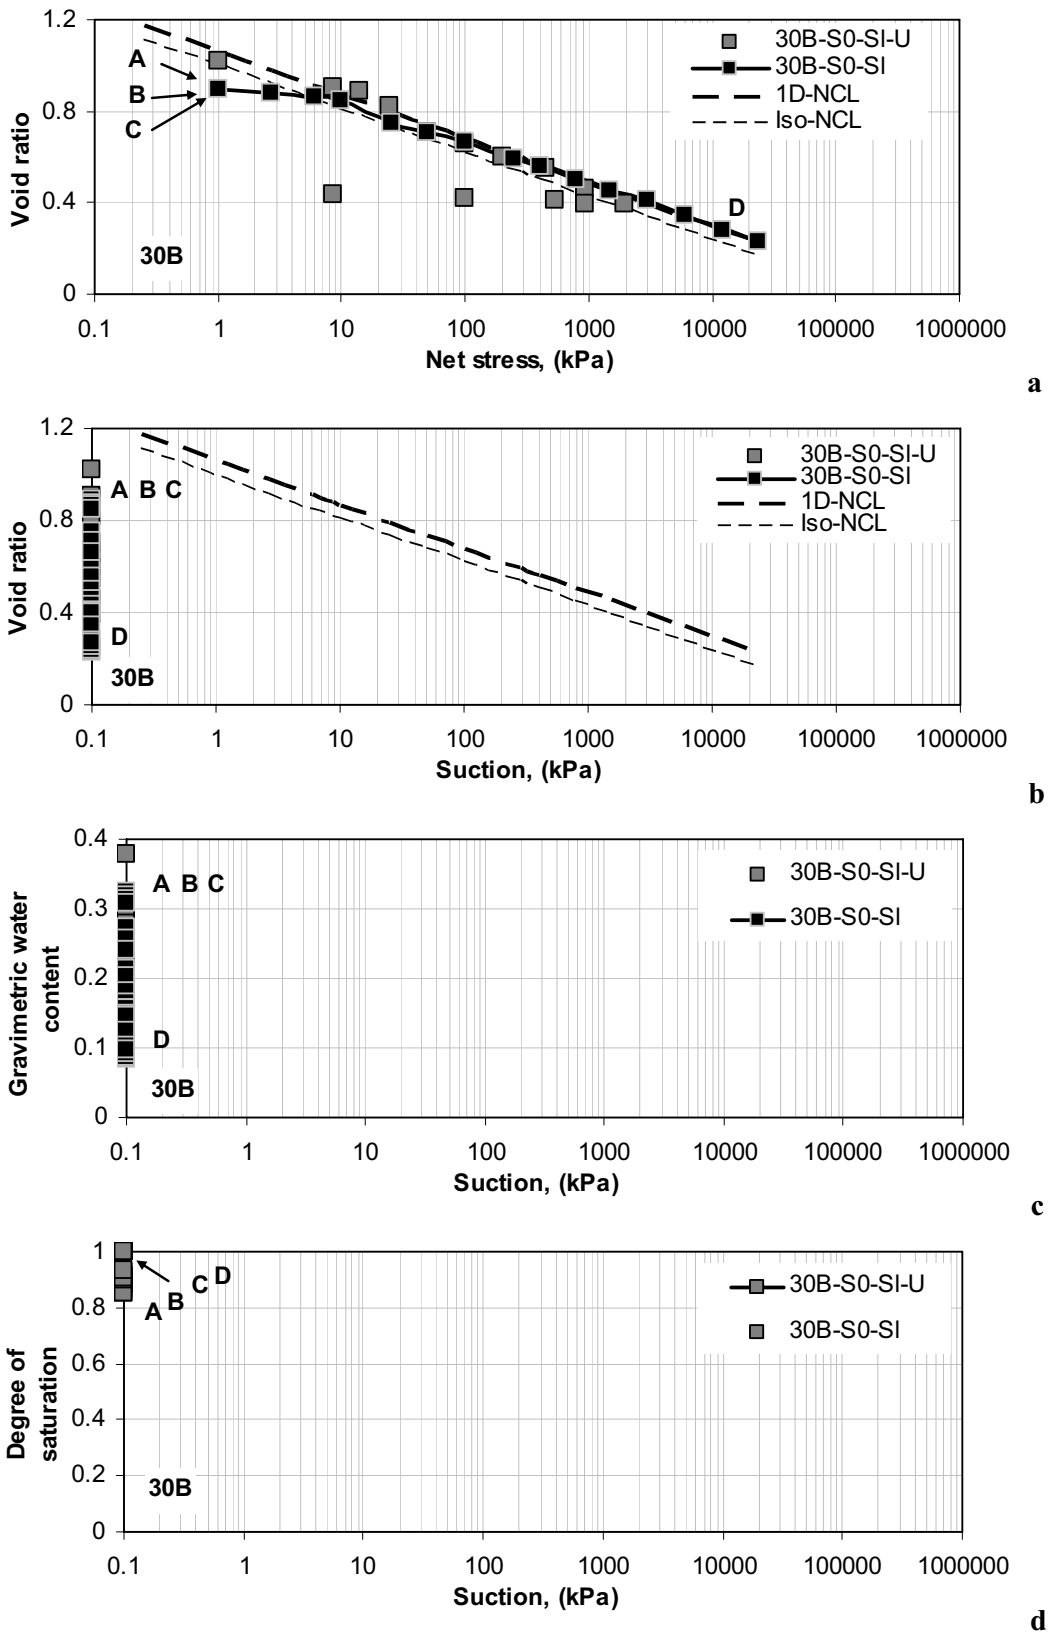 1.2
0.8
0.4
0
Void ratio
A
B
C
D
30B
30B-S0-SI-U
30B-S0-SI
1D-NCL
Iso-NCL
0.1 1 10 100 1000 10000 100000 1000000
Net stress, (kPa)
a
1.2
0.8
0.4
0
Void ratio
A B C
D
30B
30B-S0-SI-U
30B-S0-SI
1D-NCL
Iso-NCL
0.1 1 10 100 1000 10000 100000 1000000
Suction, (kPa)
b
0.4
0.3
0.2
0.1
0
Gravimetric water
content
A B C
D
30B
30B-S0-SI-U
30B-S0-SI
0.1 1 10 100 1000 10000 100000 1000000
Suction, (kPa)
c
1
0.8
0.6
0.4
0.2
0
Degree of
saturation
A B C D
30B
30B-S0-SI-U
30B-S0-SI
0.1 1 10 100 1000 10000 100000 1000000
Suction, (kPa)
d